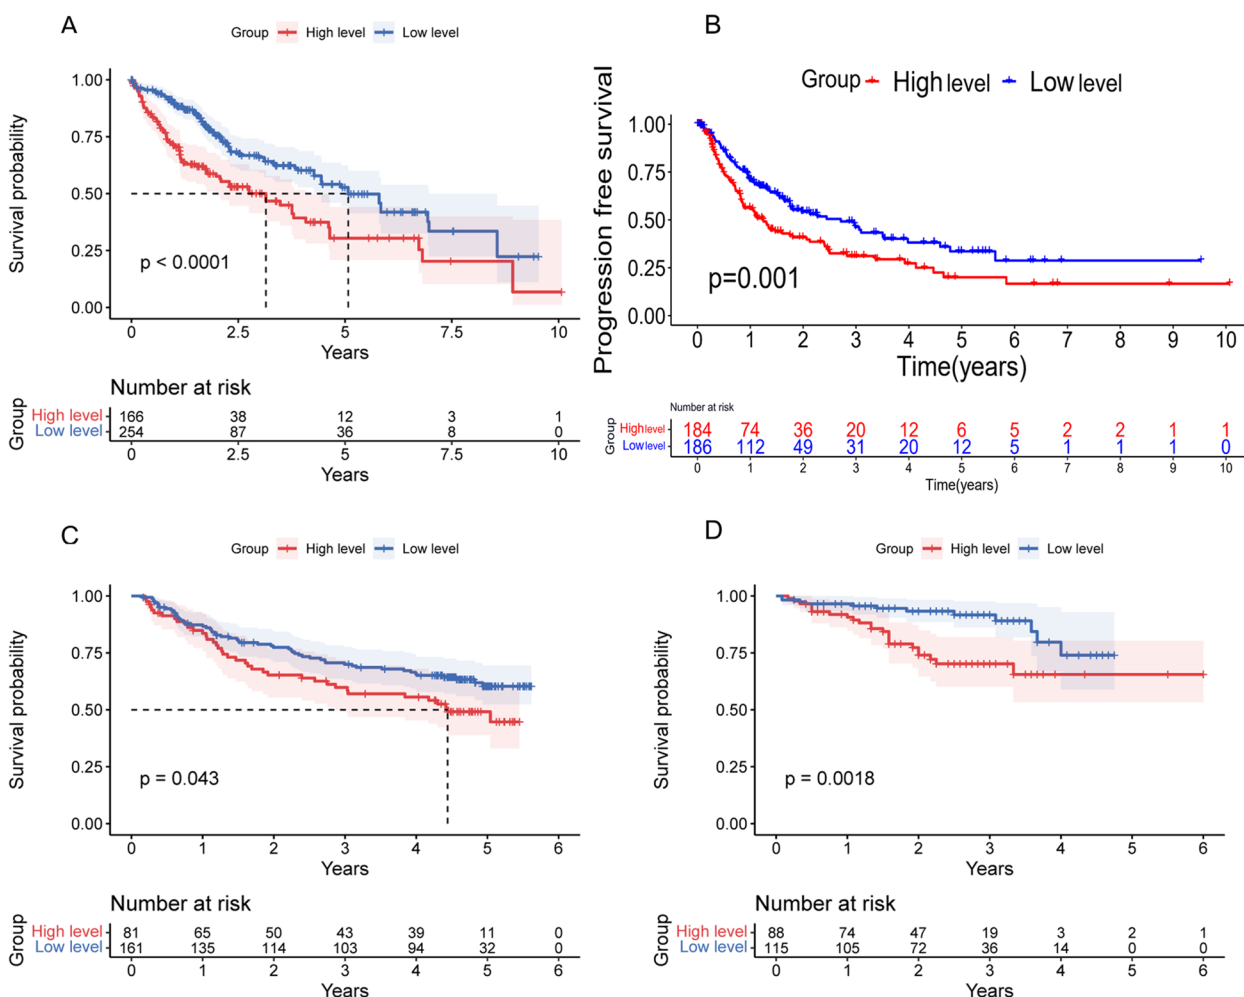 A
Group High level Low level
Survival probability
1.00
0.75
0.50
0.25
0.00
p < 0.0001
0 2.5 5 7.5 10
Years
Number at risk
Group
High level 166 38 12 3 1
Low level 254 87 36 8 0
0 2.5 5 7.5 10
Years
B
Group High level Low level
Progression free survival
1.00
0.75
0.50
0.25
0.00
p=0.001
0 1 2 3 4 5 6 7 8 9 10
Time(years)
Number at risk
Group
High level 184 74 36 20 12 6 5 2 2 1 1
Low level 186 112 49 31 20 12 5 1 1 1 0
0 1 2 3 4 5 6 7 8 9 10
Time(years)
C
Group High level Low level
Survival probability
1.00
0.75
0.50
0.25
0.00
p = 0.043
0 1 2 3 4 5 6
Years
Number at risk
Group
High level 81 65 50 43 39 11 0
Low level 161 135 114 103 94 32 0
0 1 2 3 4 5 6
Years
D
Group High level Low level
Survival probability
1.00
0.75
0.50
0.25
0.00
p = 0.0018
0 1 2 3 4 5 6
Years
Number at risk
Group
High level 88 74 47 19 3 2 1
Low level 115 105 72 36 14 0 0
0 1 2 3 4 5 6
Years